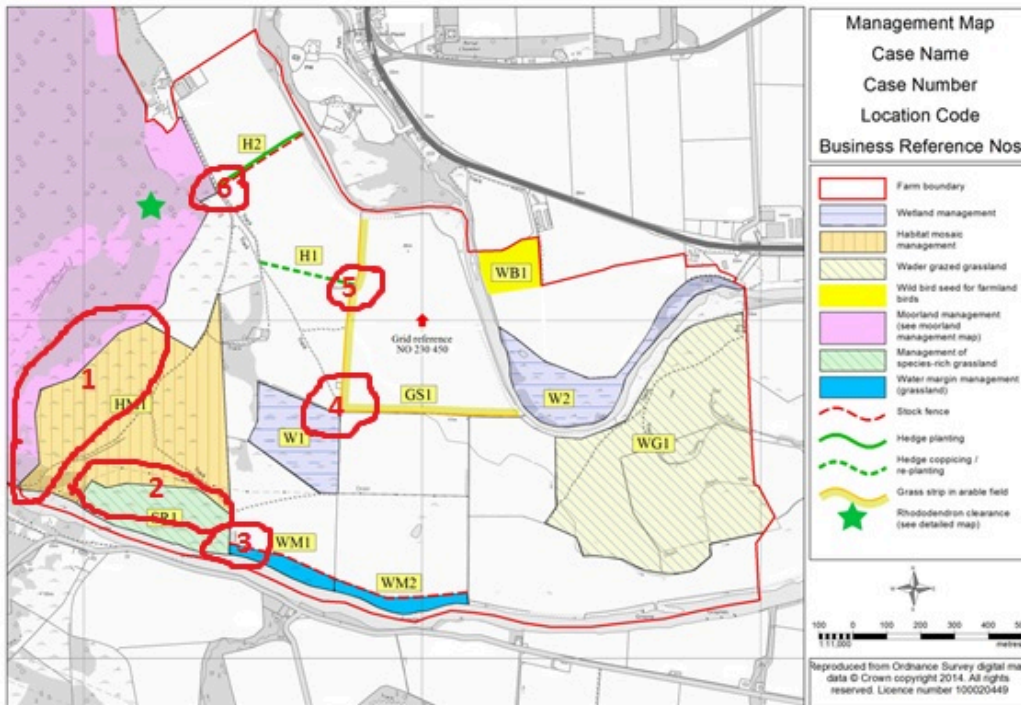 Management Map
Case Name
Case Number
Location Code
Business Reference Nos
Farm boundary
Wetland management
Habitat mosaic
management
Wader grazed grassland
Wild bird seed for farmland
birds
Moorland management
(see moorland
management map)
Management of
species-rich grassland
Water margin management
(grassland)
Stock fence
Hedge planting
Hedge coppicing /
re-planting
Grass strip in arable field
Rhododendron clearance
(see detailed map)
100 0 100 200 300 400 50
1:11,000 metres
Reproduced from Ordnance Survey digital ma
data © Crown copyright 2014. All rights
reserved. Licence number 100020449
H2
6
H1
5
WB1
Grid reference
NO 230 450
1
HM1
4
GS1
W1
W2
WG1
2
SR1
3
WM1
WM2